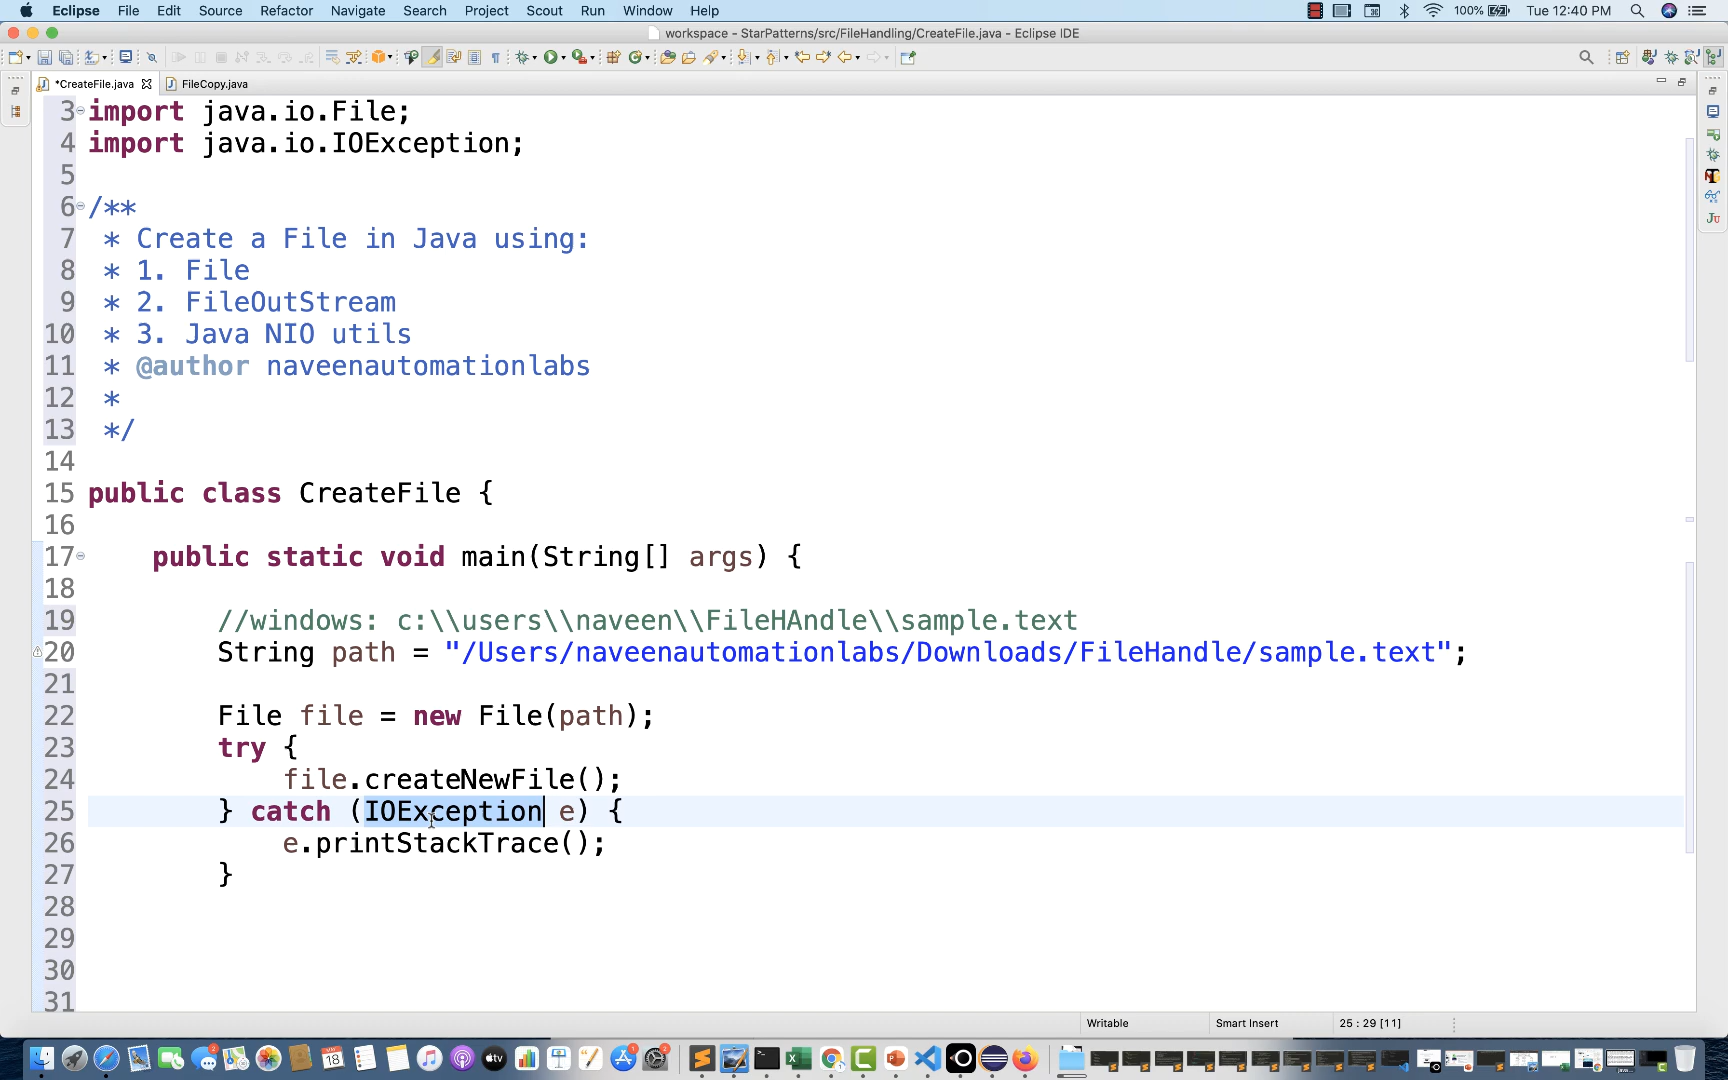 Eclipse File Edit Source Refactor Navigate Search Project Scout Run Window Help 100% Tue 12:40 PM
workspace - StarPatterns/src/FileHandling/CreateFile.java - Eclipse IDE
*CreateFile.java FileCopy.java
3 import java.io.File;
4 import java.io.IOException;
5
6 /**
7 * Create a File in Java using:
8 * 1. File
9 * 2. FileOutStream
10 * 3. Java NIO utils
11 * @author naveenautomationlabs
12 *
13 */
14
15 public class CreateFile {
16
17 public static void main(String[] args) {
18
19 //windows: c:\\users\\naveen\\FileHAndle\\sample.text
20 String path = "/Users/naveenautomationlabs/Downloads/FileHandle/sample.text";
21
22 File file = new File(path);
23 try {
24 file.createNewFile();
25 } catch (IOException e) {
26 e.printStackTrace();
27 }
28
29
30
31
Writable Smart Insert 25 : 29 [11]